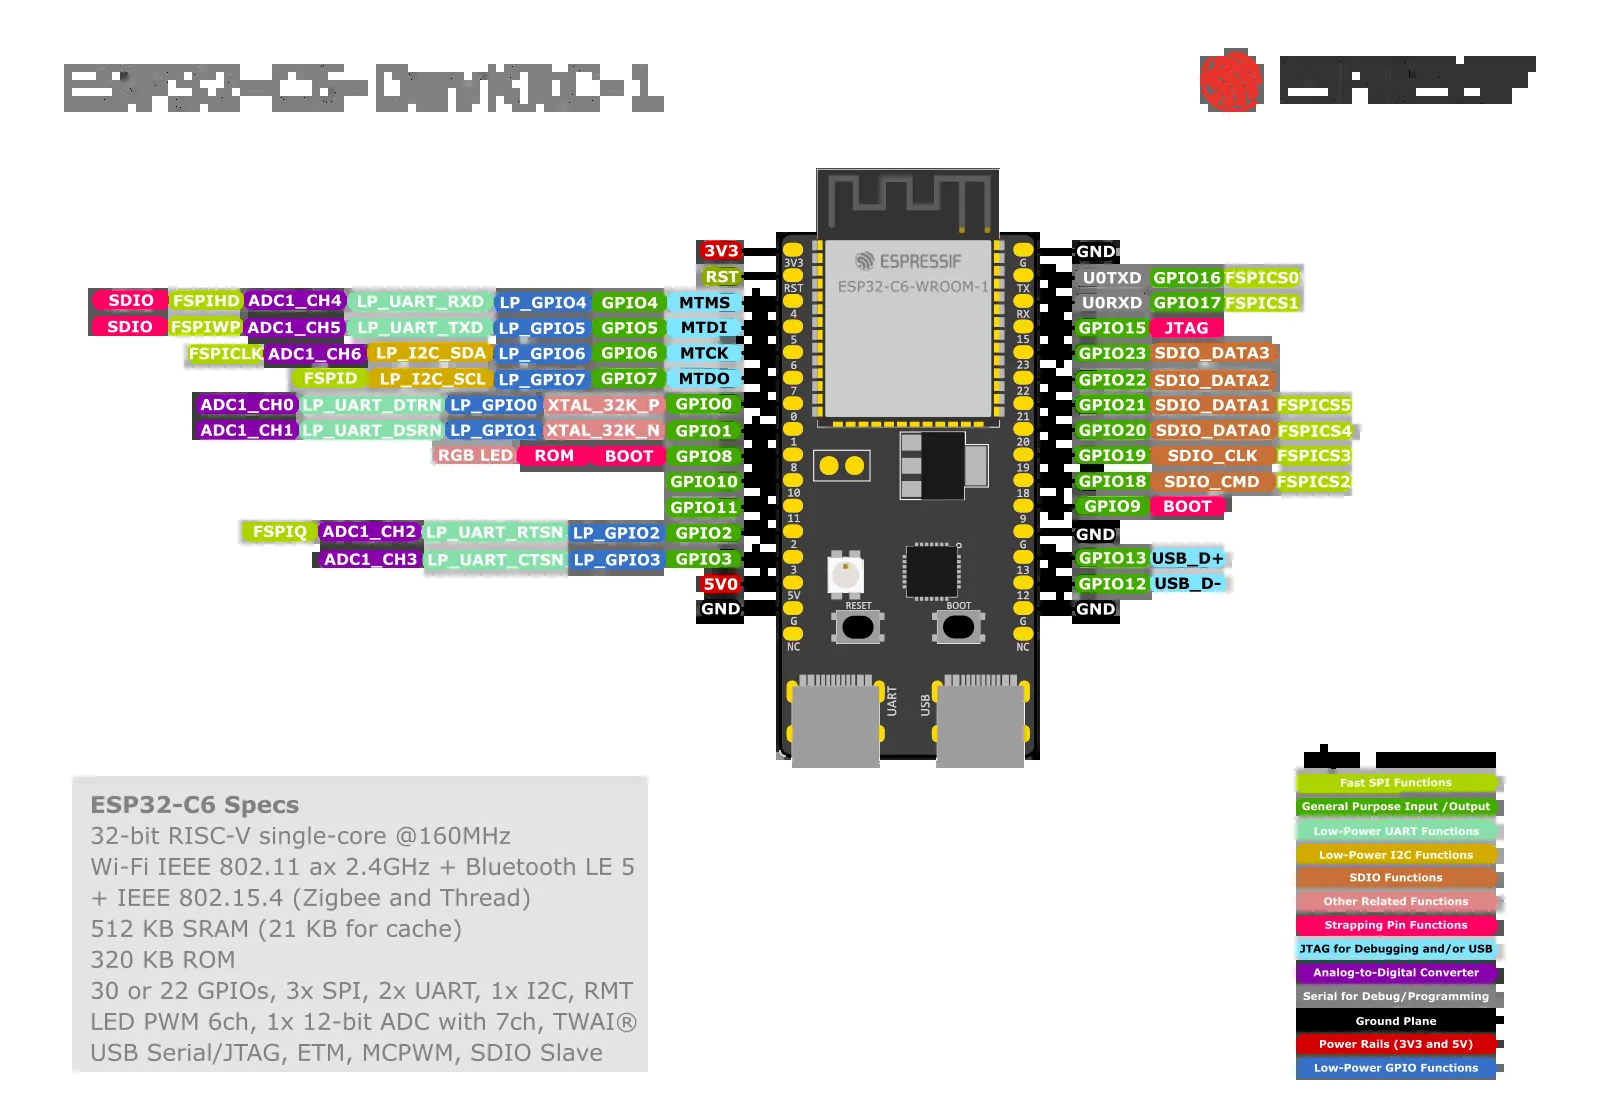 ESP32-C6-DevKitC-1
ESPRESSIF
3V3
RST
SDIO FSPIHD ADC1_CH4 LP_UART_RXD LP_GPIO4 GPIO4 MTMS
SDIO FSPIWP ADC1_CH5 LP_UART_TXD LP_GPIO5 GPIO5 MTDI
FSPICLK ADC1_CH6 LP_I2C_SDA LP_GPIO6 GPIO6 MTCK
FSPID LP_I2C_SCL LP_GPIO7 GPIO7 MTDO
ADC1_CH0 LP_UART_DTRN LP_GPIO0 XTAL_32K_P GPIO0
ADC1_CH1 LP_UART_DSRN LP_GPIO1 XTAL_32K_N GPIO1
RGB LED ROM BOOT GPIO8
GPIO10
GPIO11
FSPIQ ADC1_CH2 LP_UART_RTSN LP_GPIO2 GPIO2
ADC1_CH3 LP_UART_CTSN LP_GPIO3 GPIO3
5V0
GND
ESPRESSIF
ESP32-C6-WROOM-1
3V3
RST
4
5
6
7
0
1
8
10
11
2
3
5V
G
NC
G
TX
RX
15
23
22
21
20
19
18
9
G
13
12
G
NC
RESET
BOOT
UART
USB
GND
U0TXD GPIO16 FSPICS0
U0RXD GPIO17 FSPICS1
GPIO15 JTAG
GPIO23 SDIO_DATA3
GPIO22 SDIO_DATA2
GPIO21 SDIO_DATA1 FSPICS5
GPIO20 SDIO_DATA0 FSPICS4
GPIO19 SDIO_CLK FSPICS3
GPIO18 SDIO_CMD FSPICS2
GPIO9 BOOT
GND
GPIO13 USB_D+
GPIO12 USB_D-
GND
ESP32-C6 Specs
32-bit RISC-V single-core @160MHz
Wi-Fi IEEE 802.11 ax 2.4GHz + Bluetooth LE 5
+ IEEE 802.15.4 (Zigbee and Thread)
512 KB SRAM (21 KB for cache)
320 KB ROM
30 or 22 GPIOs, 3x SPI, 2x UART, 1x I2C, RMT
LED PWM 6ch, 1x 12-bit ADC with 7ch, TWAI®
USB Serial/JTAG, ETM, MCPWM, SDIO Slave
Fast SPI Functions
General Purpose Input /Output
Low-Power UART Functions
Low-Power I2C Functions
SDIO Functions
Other Related Functions
Strapping Pin Functions
JTAG for Debugging and/or USB
Analog-to-Digital Converter
Serial for Debug/Programming
Ground Plane
Power Rails (3V3 and 5V)
Low-Power GPIO Functions